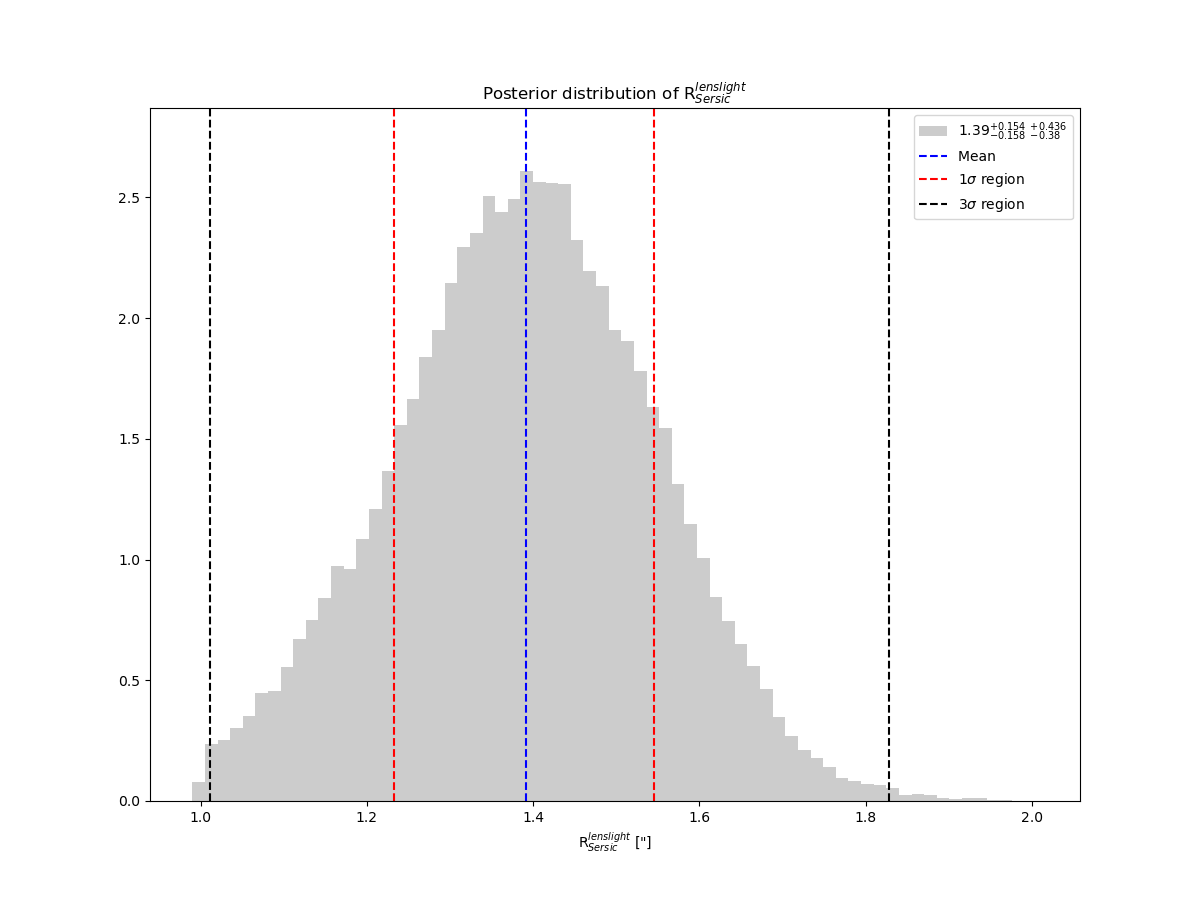 Posterior distribution of R$^{lenslight}_{Sersic}$
1.39$^{+0.154}_{-0.158}$ $^{+0.436}_{-0.38}$
Mean
1σ region
3σ region
2.5
2.0
1.5
1.0
0.5
0.0
1.0 1.2 1.4 1.6 1.8 2.0
R$^{lenslight}_{Sersic}$ ["]